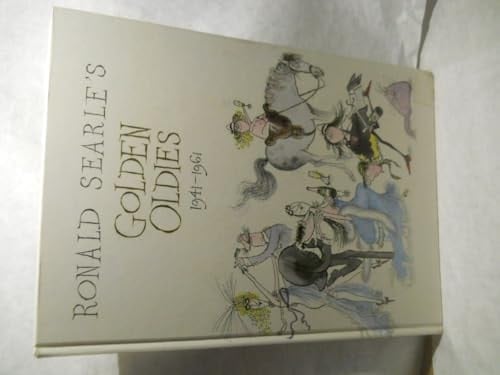 RONALD SEARLE'S
GOLDEN
OLDIES
1941-1961